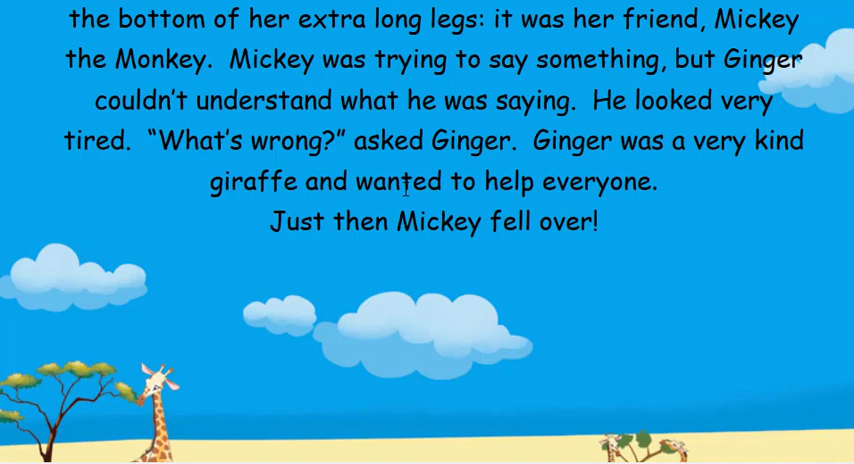 the bottom of her extra long legs: it was her friend, Mickey
the Monkey.  Mickey was trying to say something, but Ginger
couldn’t understand what he was saying.  He looked very
tired.  “What’s wrong?” asked Ginger.  Ginger was a very kind
giraffe and wanted to help everyone.
Just then Mickey fell over!